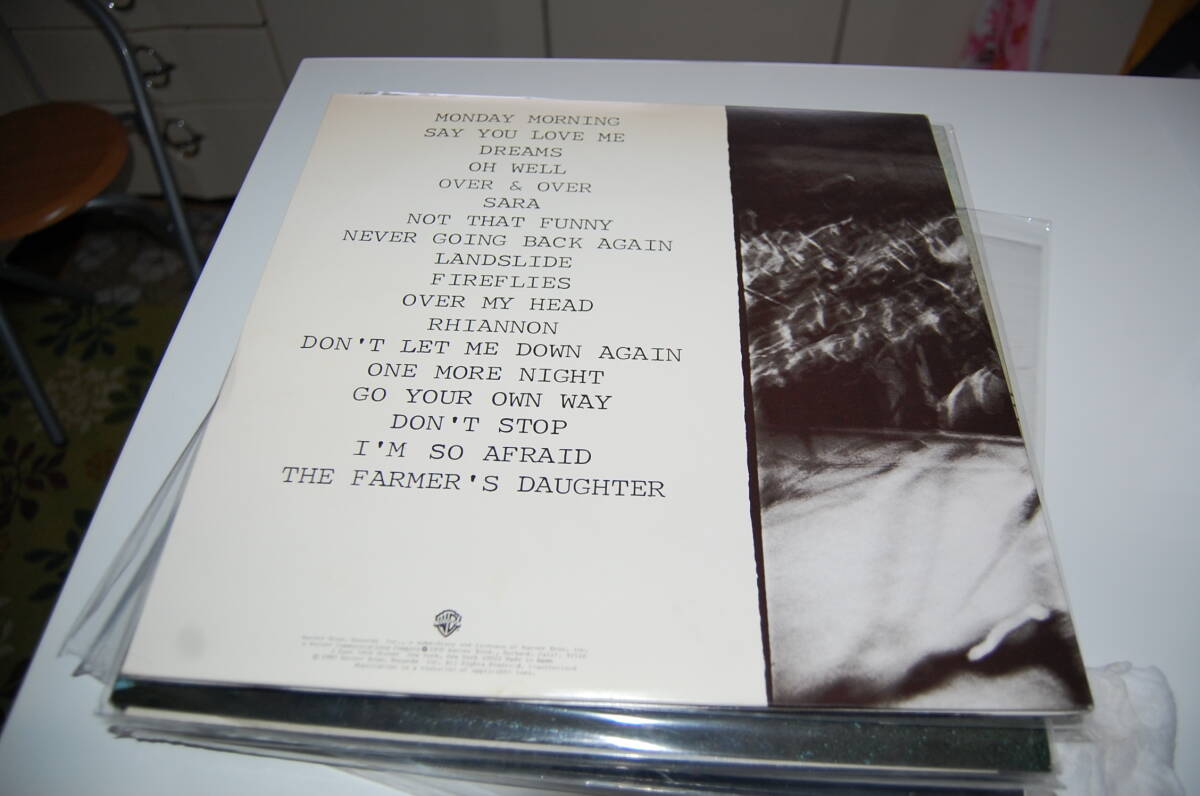 MONDAY MORNING
SAY YOU LOVE ME
DREAMS
OH WELL
OVER & OVER
SARA
NOT THAT FUNNY
NEVER GOING BACK AGAIN
LANDSLIDE
FIREFLIES
OVER MY HEAD
RHIANNON
DON'T LET ME DOWN AGAIN
ONE MORE NIGHT
GO YOUR OWN WAY
DON'T STOP
I'M SO AFRAID
THE FARMER'S DAUGHTER